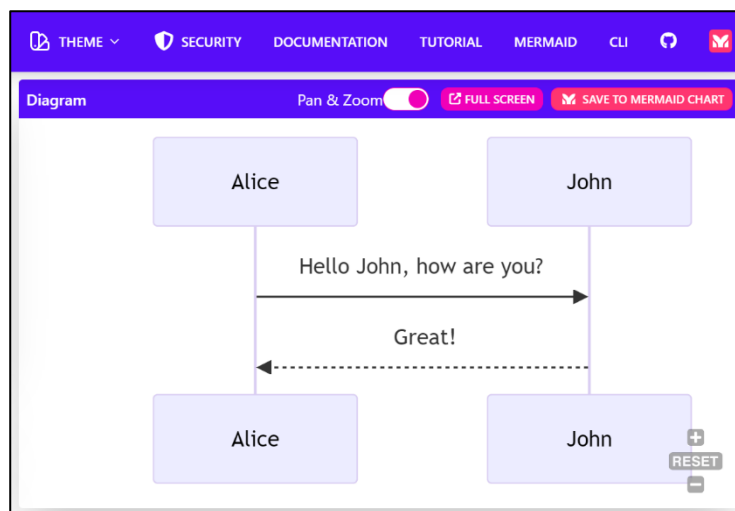 THEME SECURITY DOCUMENTATION TUTORIAL MERMAID CLI
Diagram Pan & Zoom FULL SCREEN SAVE TO MERMAID CHART
Alice John
Hello John, how are you?
Great!
Alice John
RESET